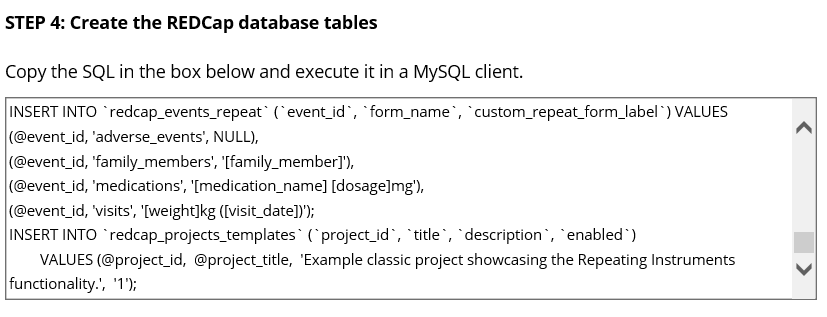 STEP 4: Create the REDCap database tables
Copy the SQL in the box below and execute it in a MySQL client.
INSERT INTO `redcap_events_repeat` (`event_id`, `form_name`, `custom_repeat_form_label`) VALUES
(@event_id, 'adverse_events', NULL),
(@event_id, 'family_members', '[family_member]'),
(@event_id, 'medications', '[medication_name] [dosage]mg'),
(@event_id, 'visits', '[weight]kg ([visit_date])');
INSERT INTO `redcap_projects_templates` (`project_id`, `title`, `description`, `enabled`)
VALUES (@project_id,  @project_title,  'Example classic project showcasing the Repeating Instruments
functionality.',  '1');